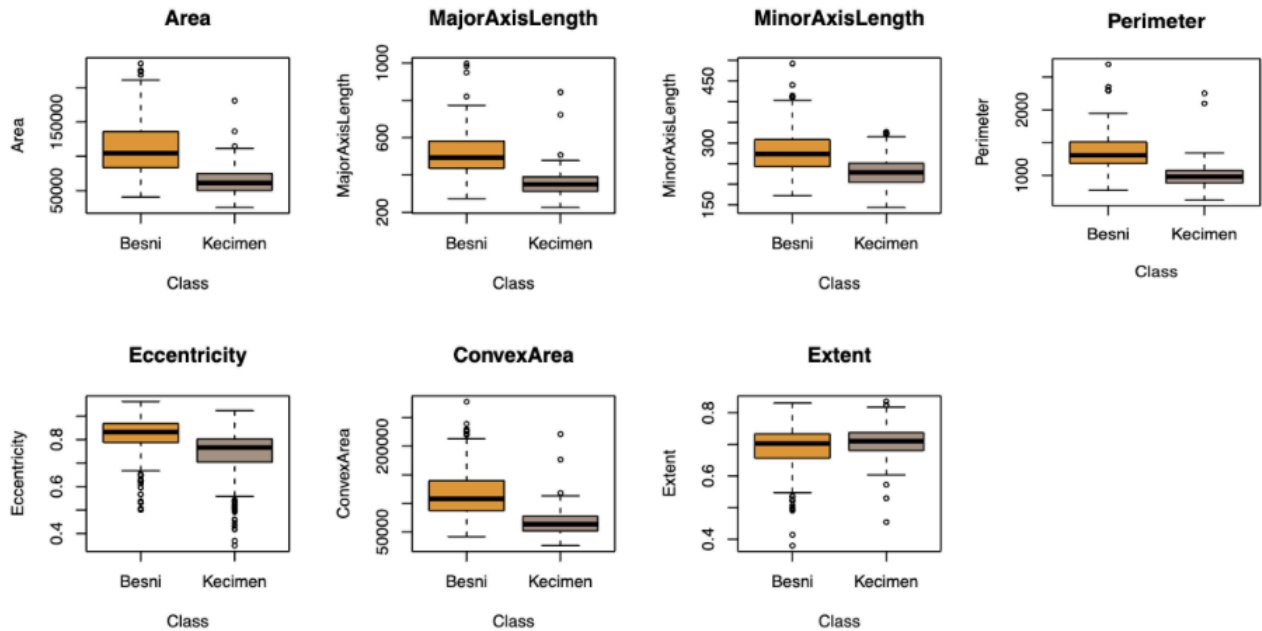 Area
MajorAxisLength
MinorAxisLength
Perimeter
Area
50000
150000
Besni
Kecimen
Class
MajorAxisLength
200
600
1000
Besni
Kecimen
Class
MinorAxisLength
150
300
450
Besni
Kecimen
Class
Perimeter
1000
2000
Besni
Kecimen
Class
Eccentricity
ConvexArea
Extent
Eccentricity
0.4
0.6
0.8
Besni
Kecimen
Class
ConvexArea
50000
200000
Besni
Kecimen
Class
Extent
0.4
0.6
0.8
Besni
Kecimen
Class